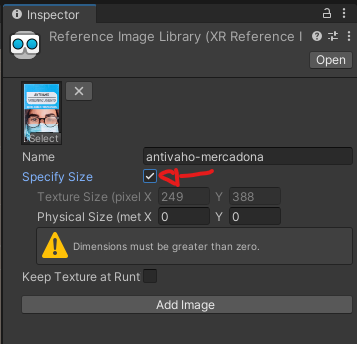 Inspector
Reference Image Library (XR Reference I
Open
ANTIVAHO
Select
Name antivaho-mercadona
Specify Size
Texture Size (pixel X 249 Y 388
Physical Size (met X 0 Y 0
Dimensions must be greater than zero.
Keep Texture at Runt
Add Image